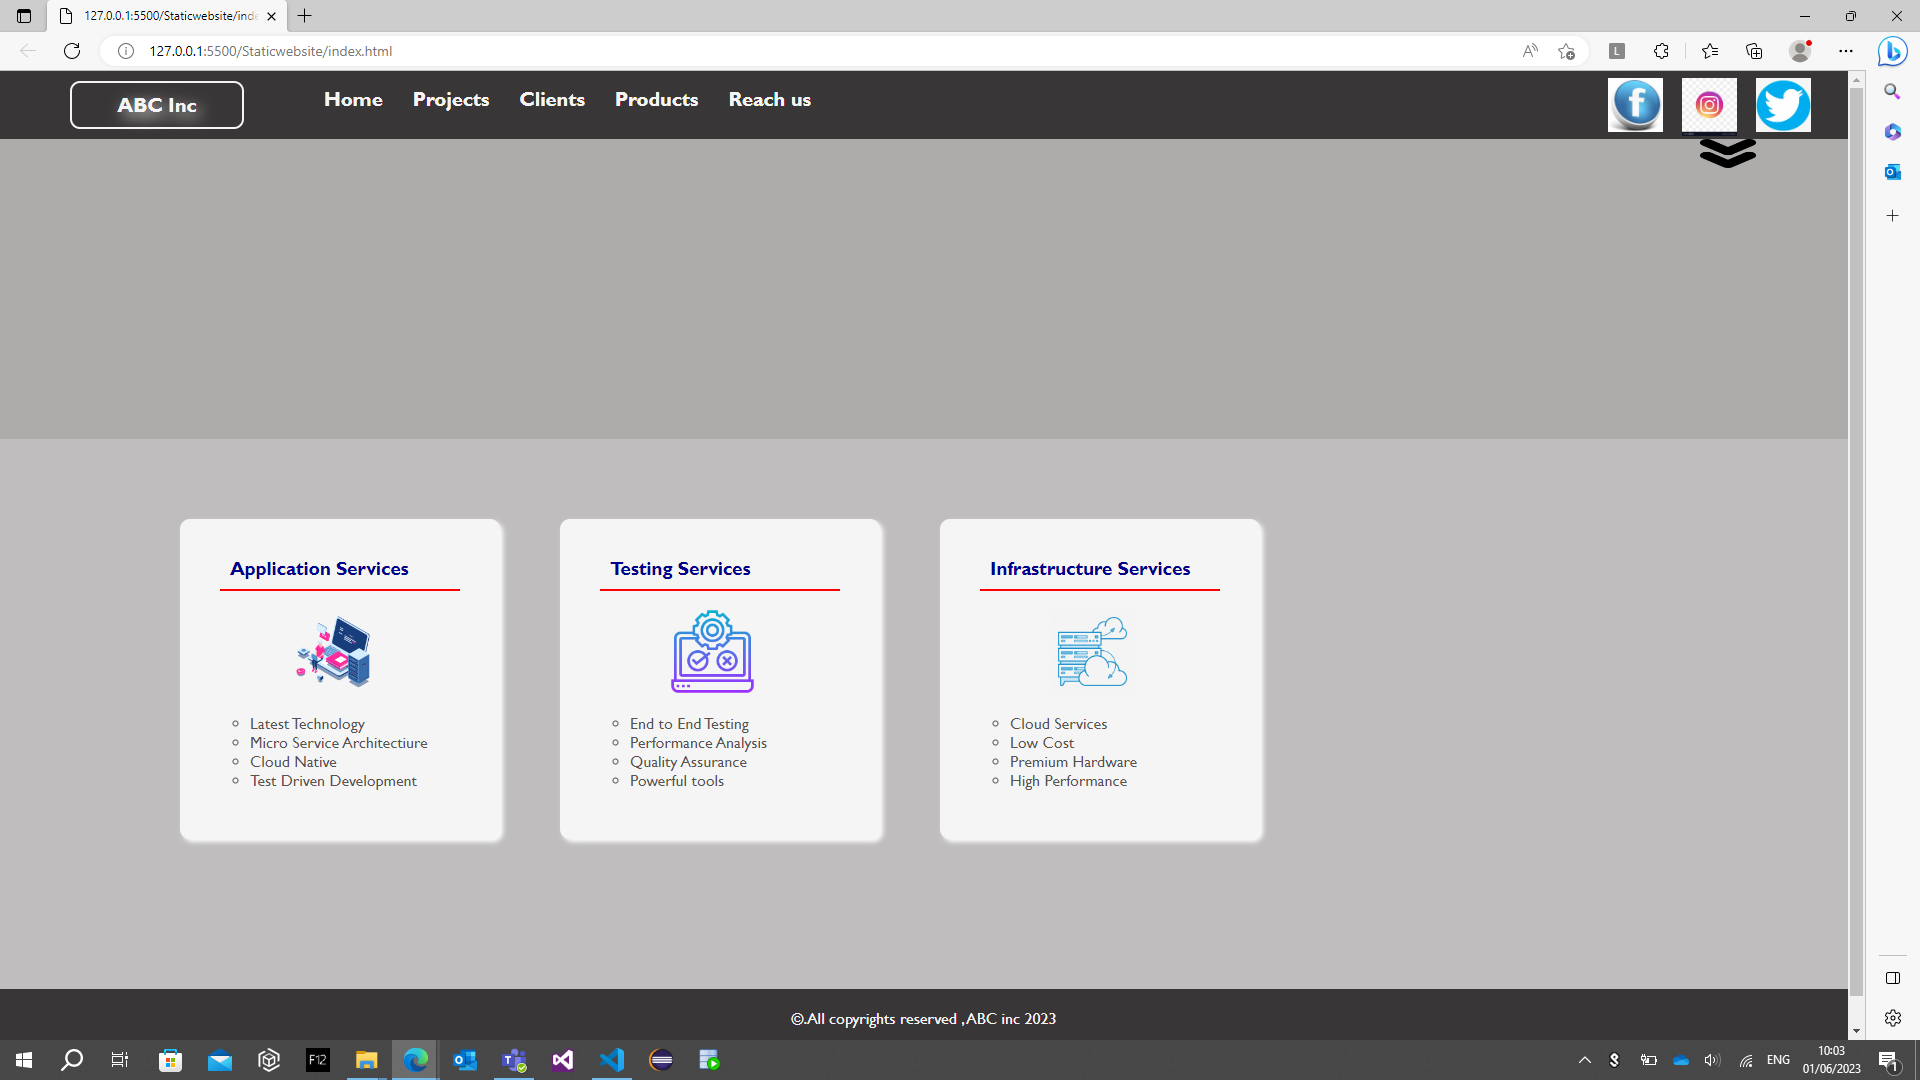 127.0.0.1:5500/Staticwebsite/inde
127.0.0.1:5500/Staticwebsite/index.html
L
ABC Inc
Home Projects Clients Products Reach us
Application Services
Latest Technology
Micro Service Architectiure
Cloud Native
Test Driven Development
Testing Services
End to End Testing
Performance Analysis
Quality Assurance
Powerful tools
Infrastructure Services
Cloud Services
Low Cost
Premium Hardware
High Performance
©.All copyrights reserved ,ABC inc 2023
F12
ENG
10:03
01/06/2023
1